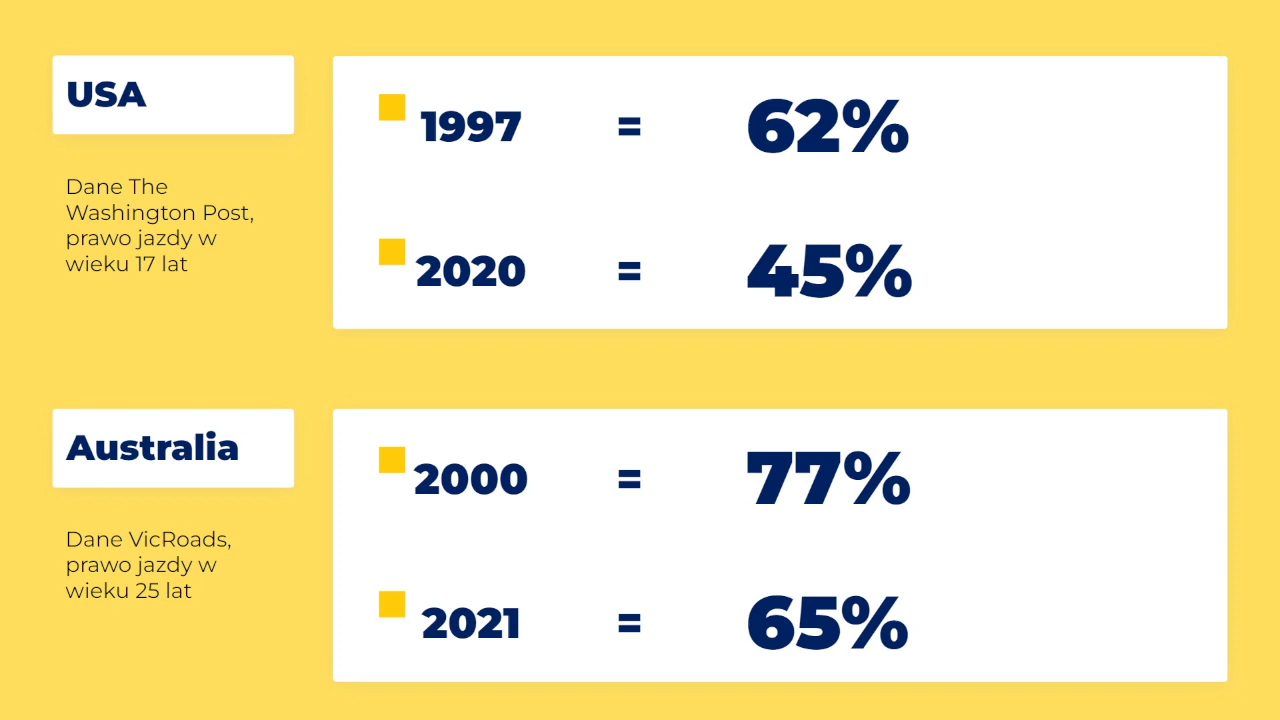 USA
Dane The
Washington Post,
prawo jazdy w
wieku 17 lat
1997 = 62%
2020 = 45%
Australia
Dane VicRoads,
prawo jazdy w
wieku 25 lat
2000 = 77%
2021 = 65%